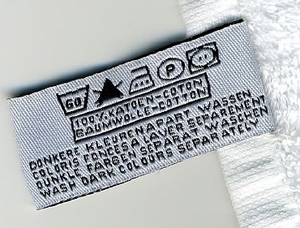 60 P
100% KATOEN-COTON
BAUMWOLLE-COTTON
DONKERE KLEUREN APART WASSEN
COLORIS FONCES A LAVER SEPAREMENT
DUNKLE FARBEN SEPARAT WASCHEN
WASH DARK COLOURS SEPARATELY